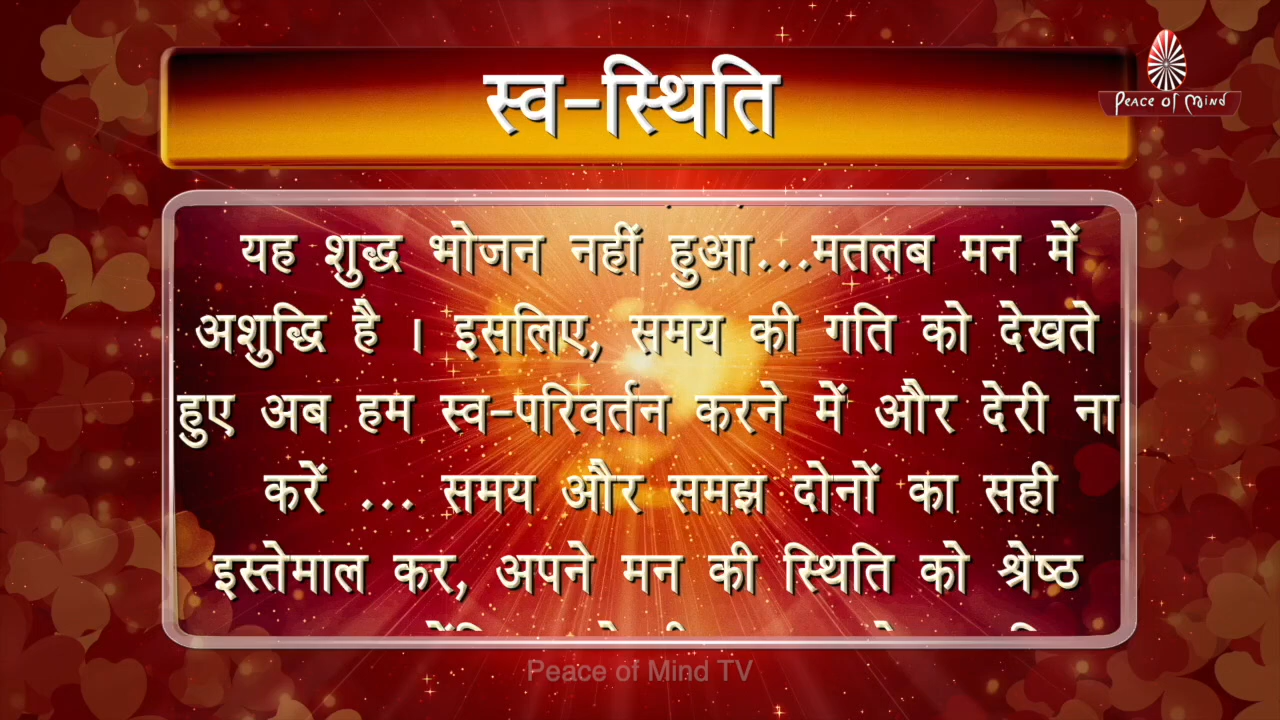 स्व-स्थिति
Peace of Mind
यह शुद्ध भोजन नहीं हुआ...मतलब मन में
अशुद्धि है । इसलिए, समय की गति को देखते
हुए अब हम स्व-परिवर्तन करने में और देरी ना
करें ... समय और समझ दोनों का सही
इस्तेमाल कर, अपने मन की स्थिति को श्रेष्ठ
Peace of Mind TV